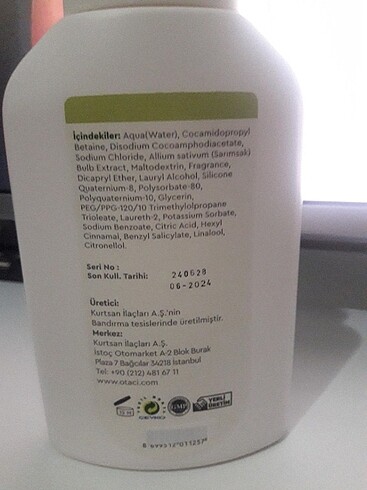 İçindekiler: Aqua(Water), Cocamidopropyl
Betaine, Disodium Cocoamphodiacetate,
Sodium Chloride, Allium sativum (Sarımsak)
Bulb Extract, Maltodextrin, Fragrance,
Dicapryl Ether, Lauryl Alcohol, Silicone
Quaternium-8, Polysorbate-80,
Polyquaternium-10, Glycerin,
PEG/PPG-120/10 Trimethylolpropane
Trioleate, Laureth-2, Potassium Sorbate,
Sodium Benzoate, Citric Acid, Hexyl
Cinnamal, Benzyl Salicylate, Linalool,
Citronellol.
Seri No : 240628
Son Kull. Tarihi: 06-2024
Üretici:
Kurtsan İlaçları A.Ş.'nin
Bandırma tesislerinde üretilmiştir.
Merkez:
Kurtsan İlaçları A.Ş.
İstoç Otomarket A-2 Blok Burak
Plaza 7 Bağcılar 34218 İstanbul
Tel: +90 (212) 481 67 11
www.otaci.com
GMP YERLİ ÜRETİM